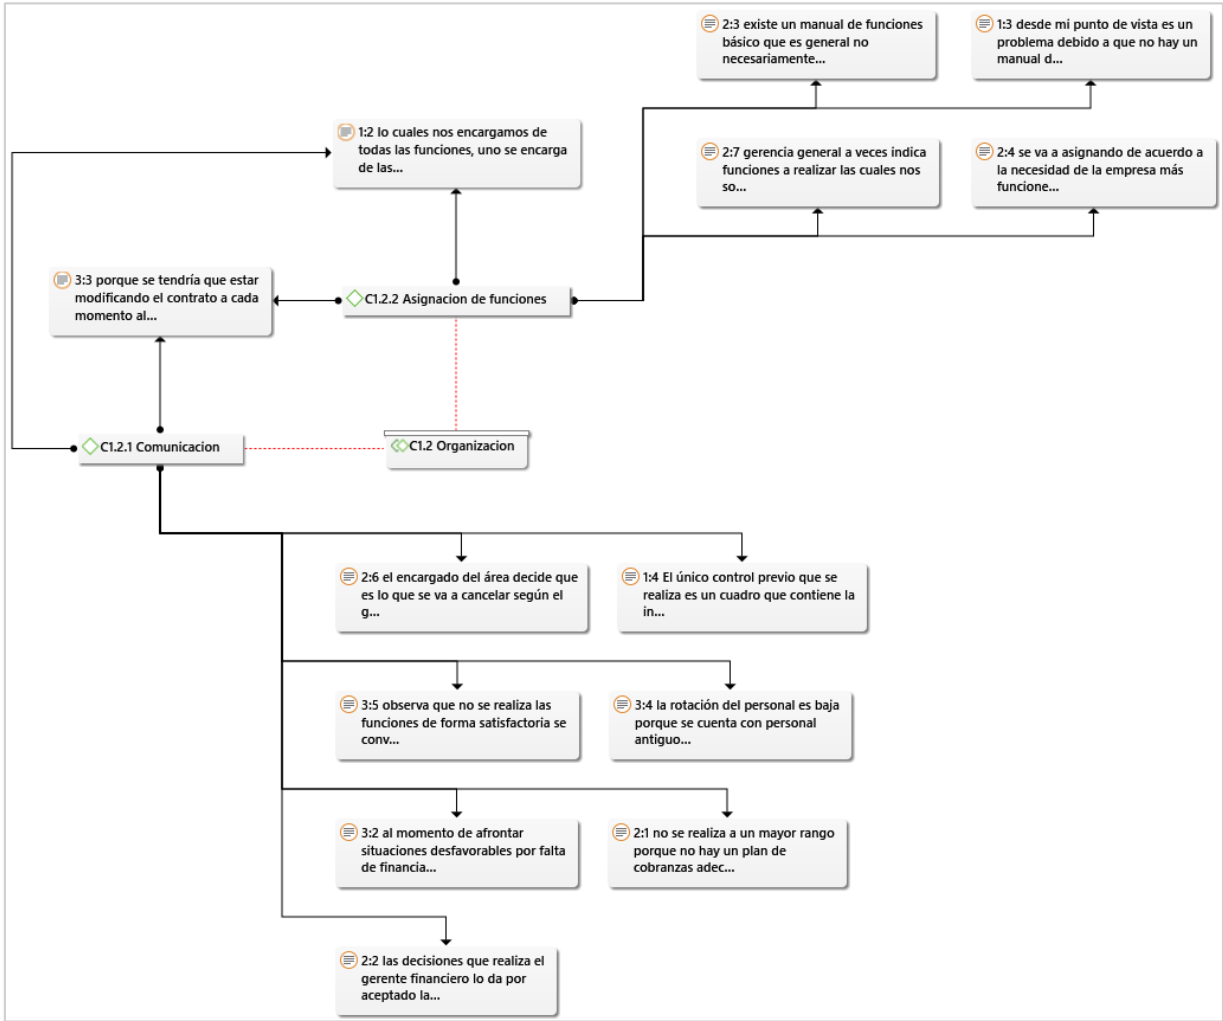 2:3 existe un manual de funciones
básico que es general no
necesariamente...
1:3 desde mi punto de vista es un
problema debido a que no hay un
manual d...
1:2 lo cuales nos encargamos de
todas las funciones, uno se encarga
de las...
2:7 gerencia general a veces indica
funciones a realizar las cuales nos
so...
2:4 se va a asignando de acuerdo a
la necesidad de la empresa más
funcione...
3:3 porque se tendría que estar
modificando el contrato a cada
momento al...
C1.2.2 Asignacion de funciones
C1.2.1 Comunicacion
C1.2 Organizacion
2:6 el encargado del área decide que
es lo que se va a cancelar según el
g...
1:4 El único control previo que se
realiza es un cuadro que contiene la
in...
3:5 observa que no se realiza las
funciones de forma satisfactoria se
conv...
3:4 la rotación del personal es baja
porque se cuenta con personal
antiguo...
3:2 al momento de afrontar
situaciones desfavorables por falta
de financia...
2:1 no se realiza a un mayor rango
porque no hay un plan de
cobranzas adec...
2:2 las decisiones que realiza el
gerente financiero lo da por
aceptado la...